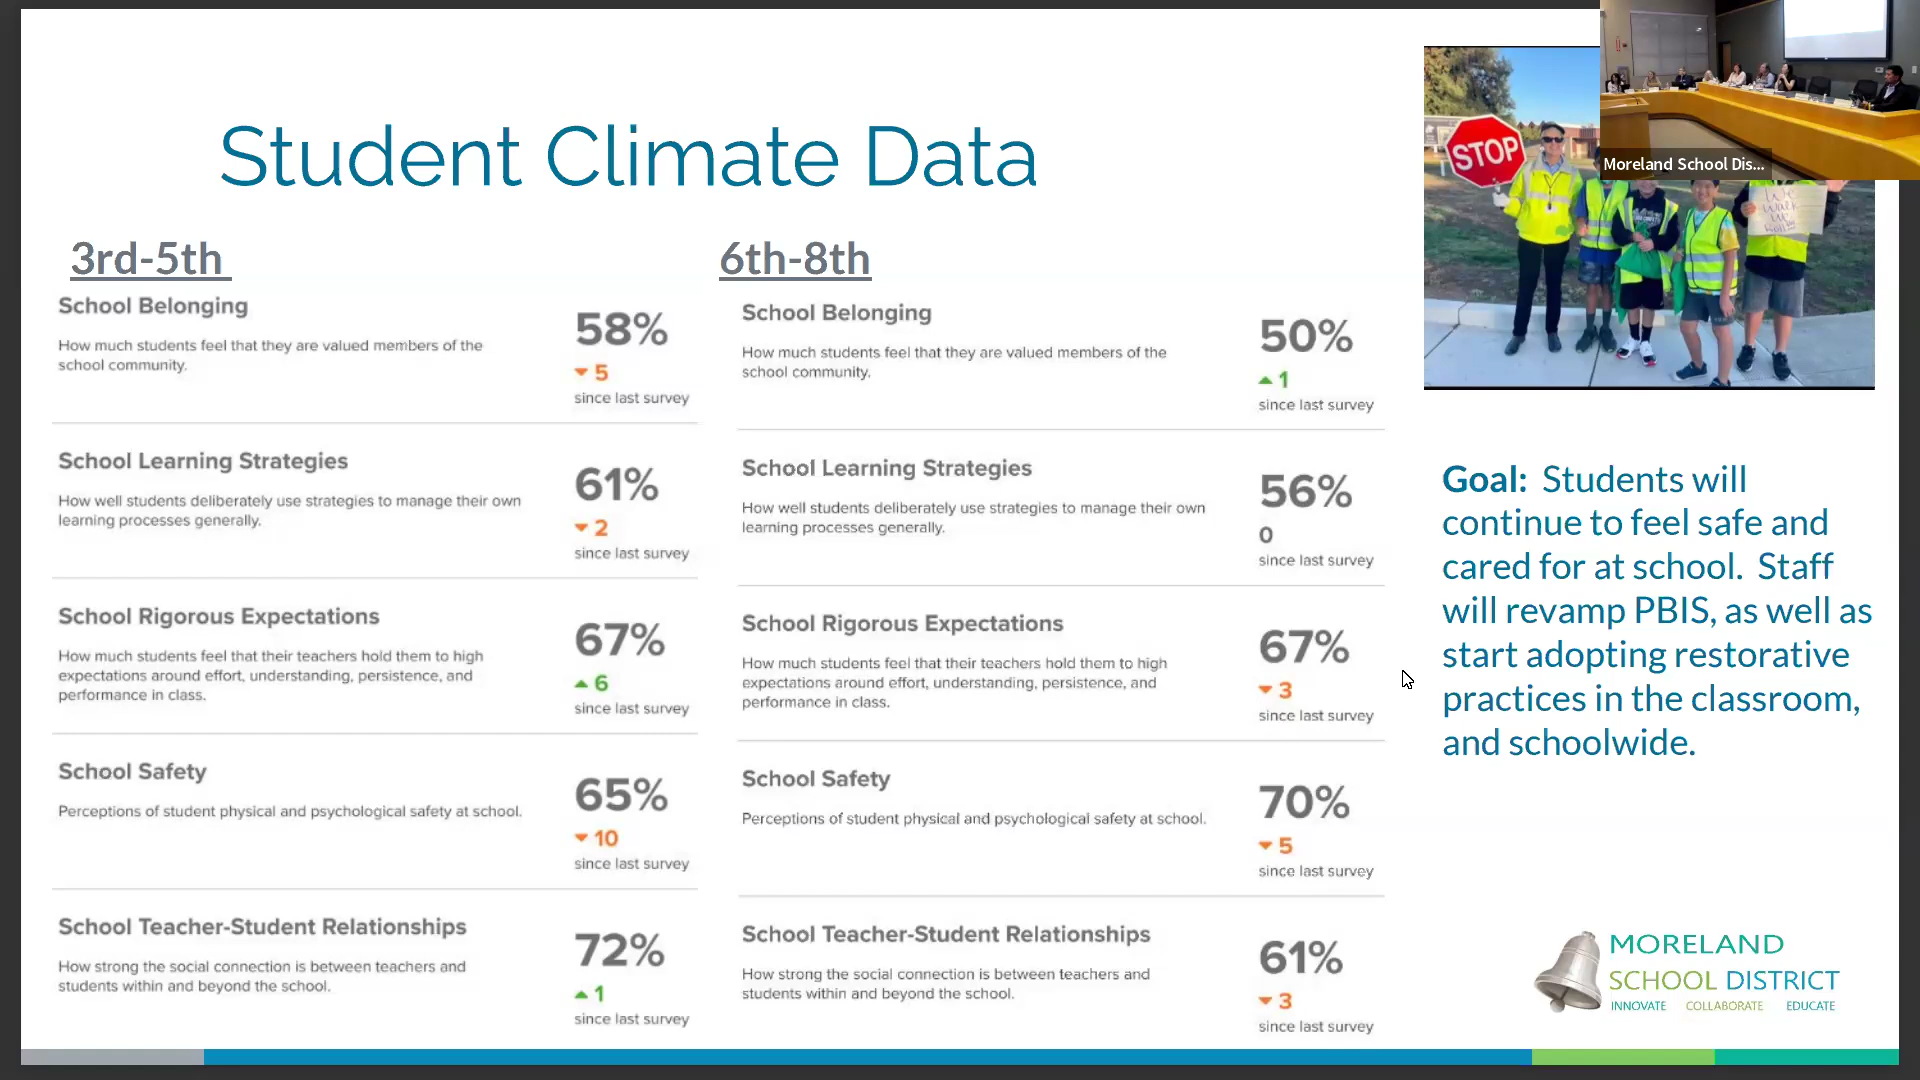 Student Climate Data
3rd-5th
School Belonging
How much students feel that they are valued members of the
school community.
58%
5
since last survey
School Learning Strategies
How well students deliberately use strategies to manage their own
learning processes generally.
61%
2
since last survey
School Rigorous Expectations
How much students feel that their teachers hold them to high
expectations around effort, understanding, persistence, and
performance in class.
67%
6
since last survey
School Safety
Perceptions of student physical and psychological safety at school.
65%
10
since last survey
School Teacher-Student Relationships
How strong the social connection is between teachers and
students within and beyond the school.
72%
1
since last survey
6th-8th
School Belonging
How much students feel that they are valued members of the
school community.
50%
1
since last survey
School Learning Strategies
How well students deliberately use strategies to manage their own
learning processes generally.
56%
0
since last survey
School Rigorous Expectations
How much students feel that their teachers hold them to high
expectations around effort, understanding, persistence, and
performance in class.
67%
3
since last survey
School Safety
Perceptions of student physical and psychological safety at school.
70%
5
since last survey
School Teacher-Student Relationships
How strong the social connection is between teachers and
students within and beyond the school.
61%
3
since last survey
STOP
We
Walk
We
Moreland School Dis...
Goal: Students will
continue to feel safe and
cared for at school. Staff
will revamp PBIS, as well as
start adopting restorative
practices in the classroom,
and schoolwide.
MORELAND
SCHOOL DISTRICT
INNOVATE COLLABORATE EDUCATE